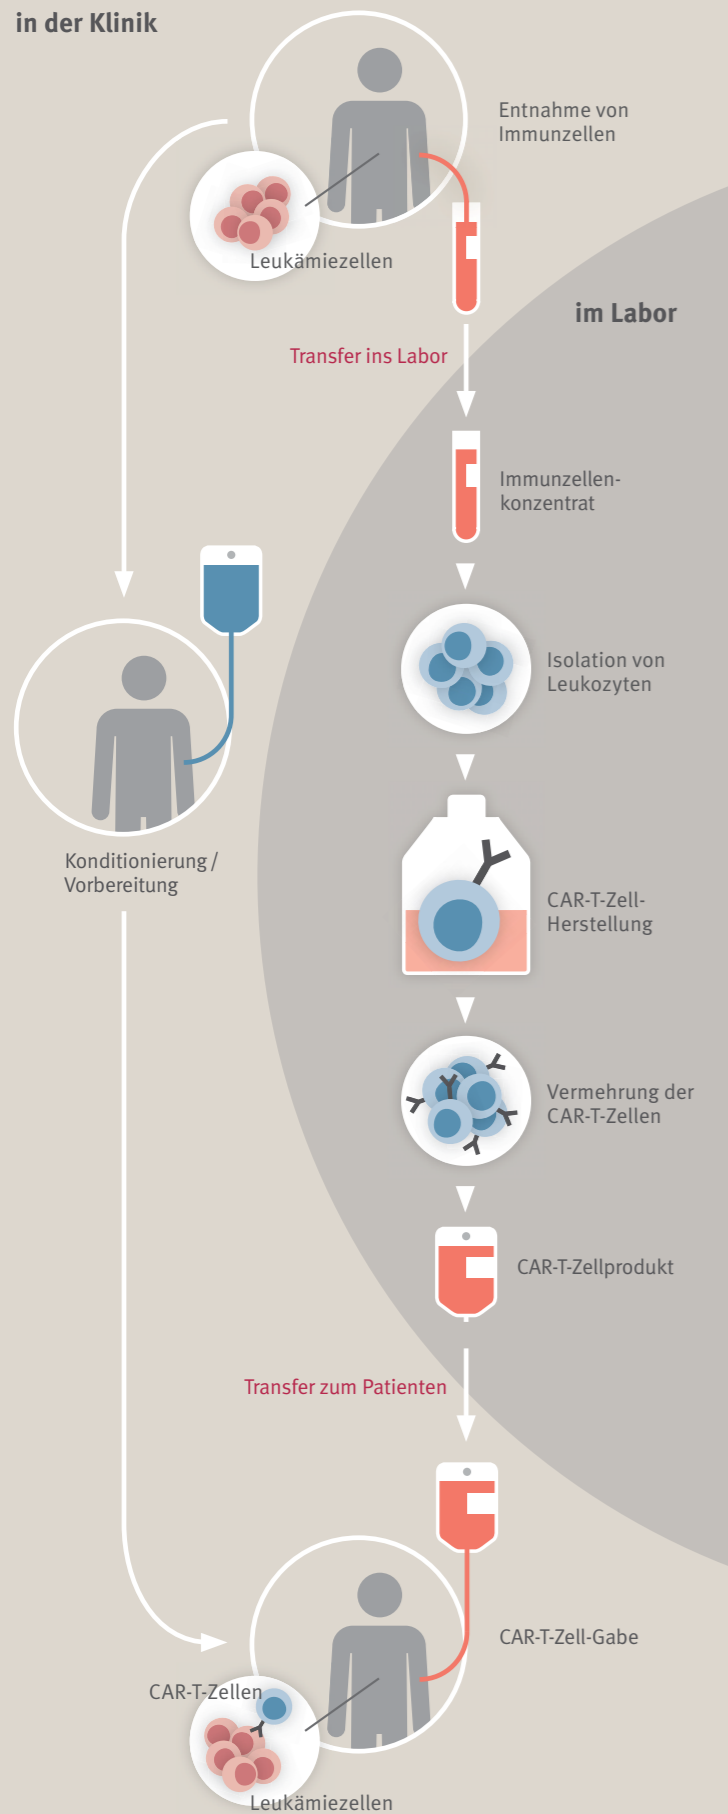 in der Klinik
Entnahme von
Immunzellen
Leukämiezellen
im Labor
Transfer ins Labor
Immunzellen-
konzentrat
Isolation von
Leukozyten
Konditionierung /
Vorbereitung
CAR-T-Zell-
Herstellung
Vermehrung der
CAR-T-Zellen
CAR-T-Zellprodukt
Transfer zum Patienten
CAR-T-Zell-Gabe
CAR-T-Zellen
Leukämiezellen